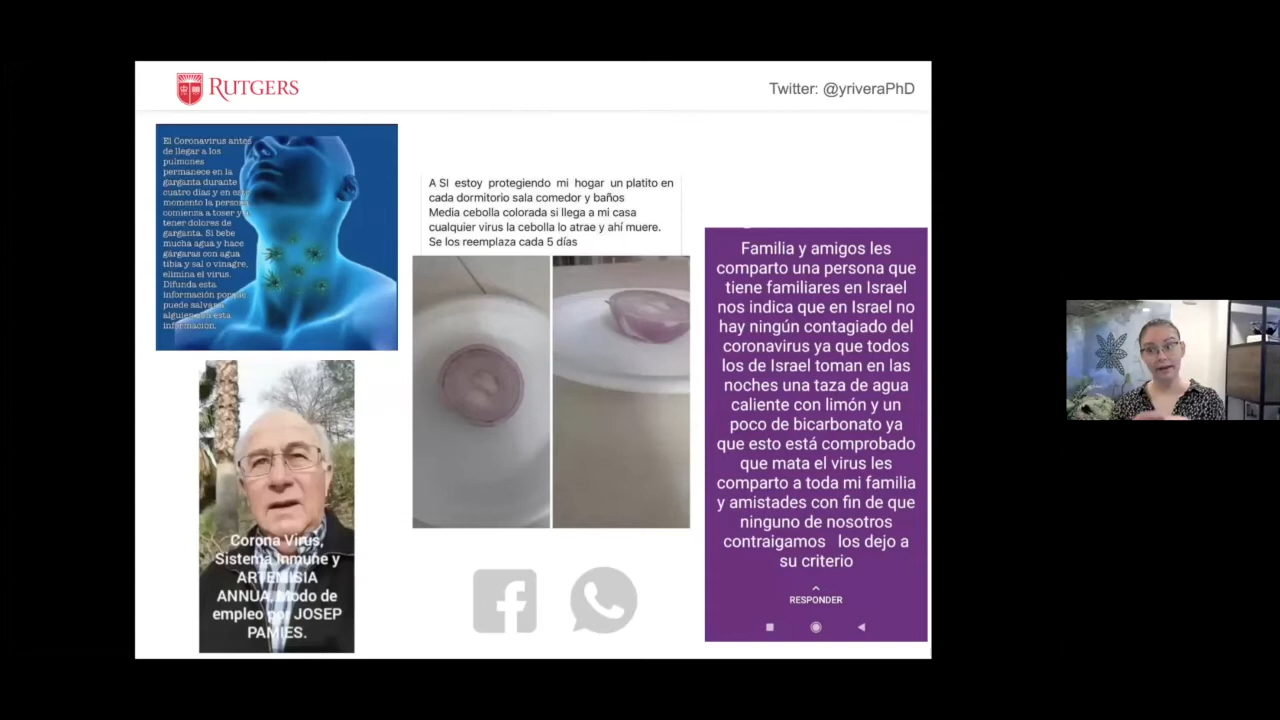 RUTGERS
Twitter: @yriveraPhD
El Coronavirus antes
de llegar a los
pulmones
permanece en la
garganta durante
cuatro días y en este
momento la persona
comienza a toser y a
tener dolores de
garganta. Si bebe
mucha agua y hace
gárgaras con agua
tibia y sal o vinagre,
elimina el virus.
Difunda esta
información porque
puede salvar a
alguien con esta
información.
A SI estoy protegiendo mi hogar un platito en
cada dormitorio sala comedor y baños
Media cebolla colorada si llega a mi casa
cualquier virus la cebolla lo atrae y ahí muere.
Se los reemplaza cada 5 días
Corona Virus,
Sistema Inmune y
ARTEMISIA
ANNUA. Modo de
empleo por JOSEP
PAMIES.
Familia y amigos les
comparto una persona que
tiene familiares en Israel
nos indica que en Israel no
hay ningún contagiado del
coronavirus ya que todos
los de Israel toman en las
noches una taza de agua
caliente con limón y un
poco de bicarbonato ya
que esto está comprobado
que mata el virus les
comparto a toda mi familia
y amistades con fin de que
ninguno de nosotros
contraigamos los dejo a
su criterio
RESPONDER